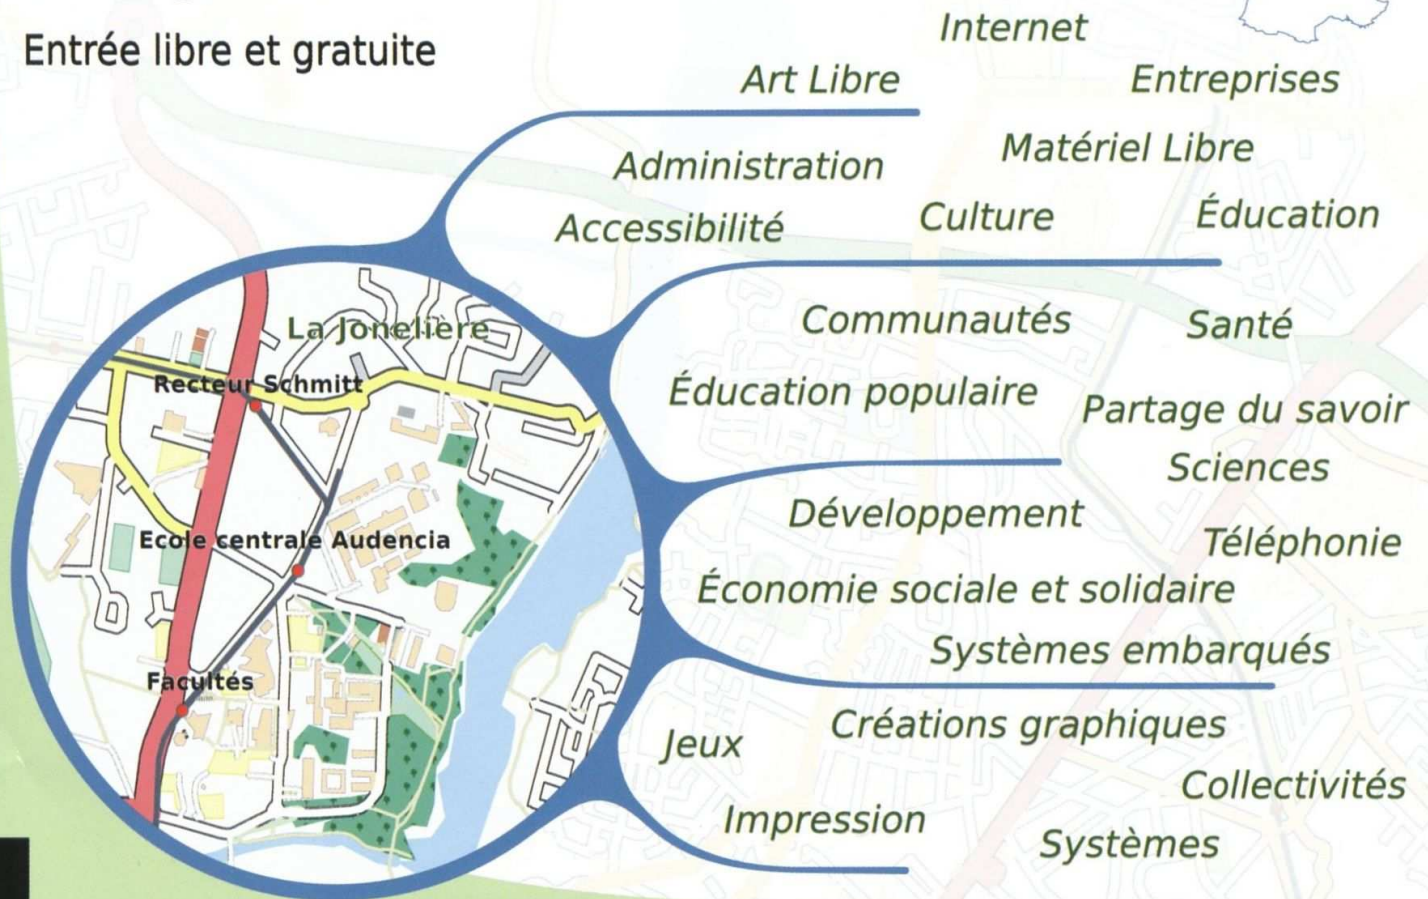 Entrée libre et gratuite
Internet
Art Libre
Entreprises
Administration
Matériel Libre
Accessibilité
Culture
Éducation
La Jonelière
Communautés
Santé
Recteur Schmitt
Éducation populaire
Partage du savoir
Sciences
Développement
Ecole centrale Audencia
Téléphonie
Économie sociale et solidaire
Systèmes embarqués
Facultés
Créations graphiques
Jeux
Collectivités
Impression
Systèmes